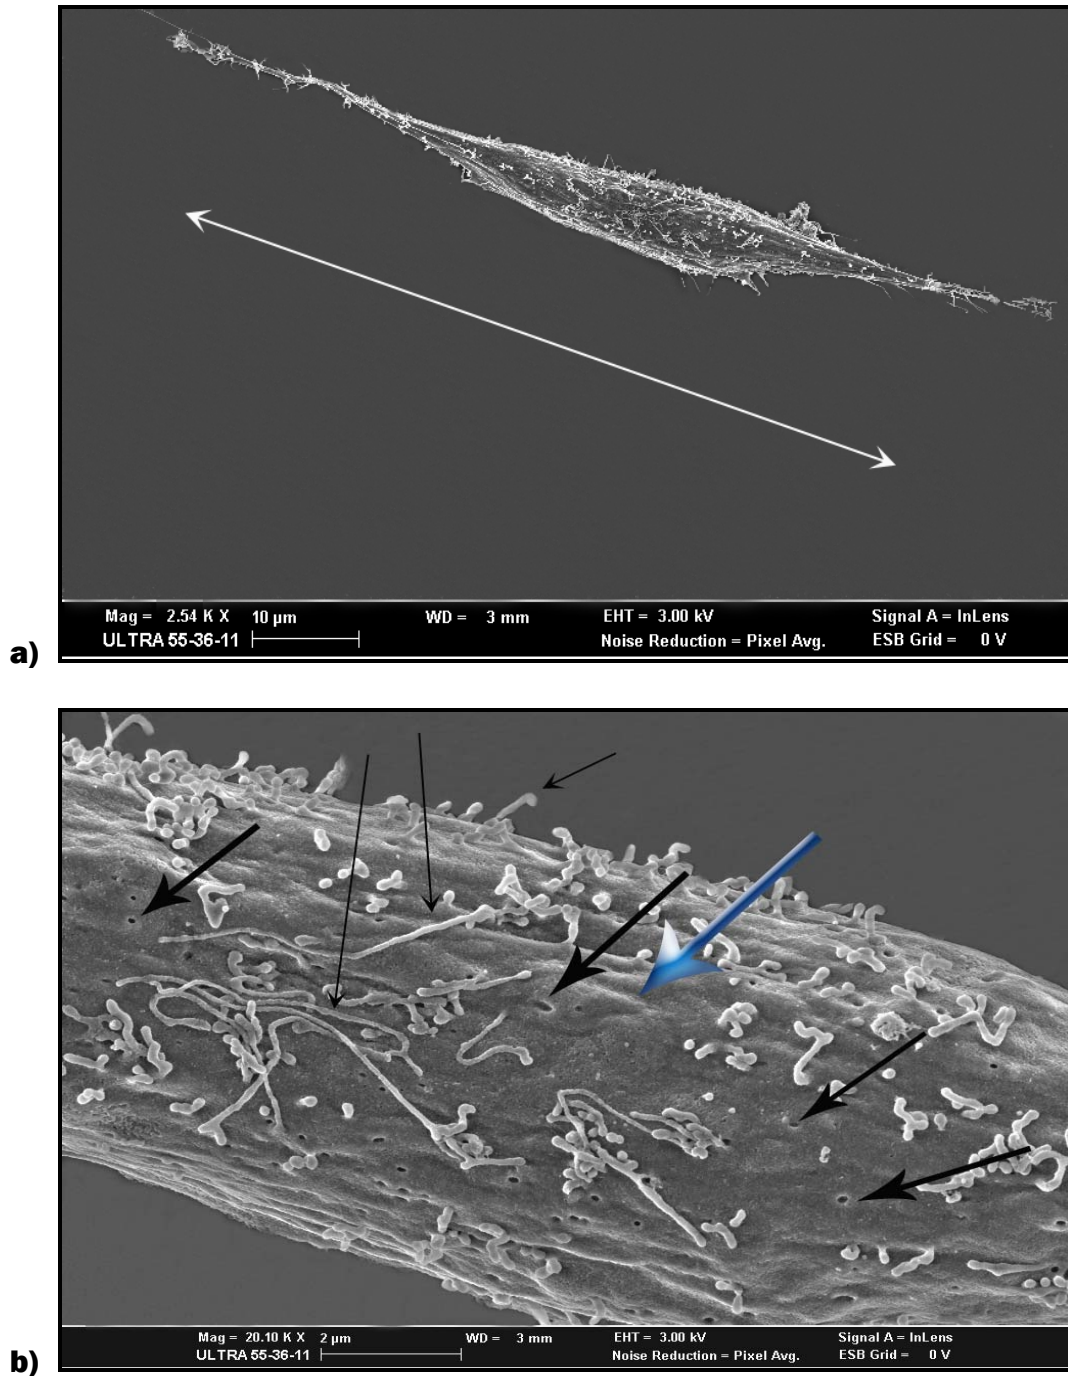 Mag = 2.54 K X 10 µm WD = 3 mm EHT = 3.00 kV Signal A = InLens
ULTRA 55-36-11 Noise Reduction = Pixel Avg. ESB Grid = 0 V
a)
Mag = 20.10 K X 2 µm WD = 3 mm EHT = 3.00 kV Signal A = InLens
ULTRA 55-36-11 Noise Reduction = Pixel Avg. ESB Grid = 0 V
b)